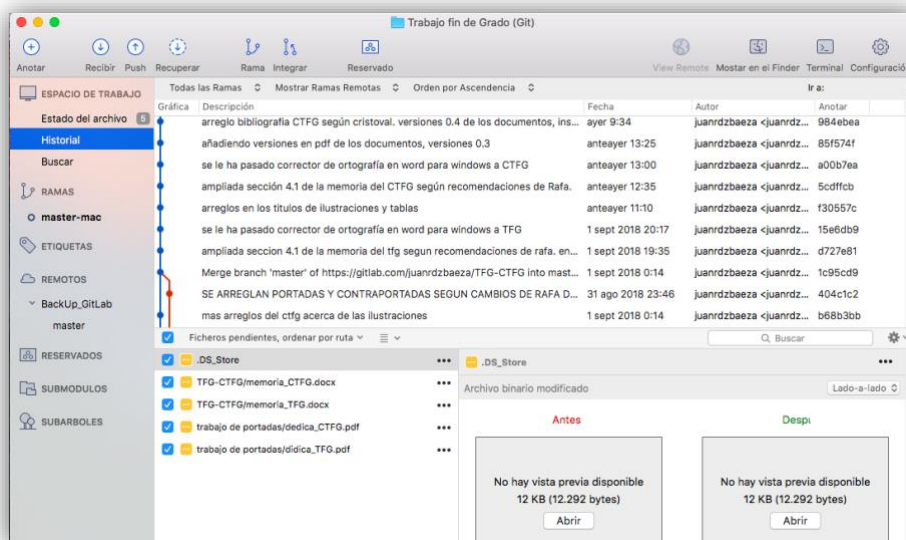 Trabajo fin de Grado (Git)
Anotar Recibir Push Recuperar Rama Integrar Reservado View Remote Mostar en el Finder Terminal Configuració
ESPACIO DE TRABAJO
Estado del archivo 5
Historial
Buscar
RAMAS
master-mac
ETIQUETAS
REMOTOS
BackUp_GitLab
master
RESERVADOS
SUBMODULOS
SUBARBOLES
Todas las Ramas Mostrar Ramas Remotas Orden por Ascendencia Ir a:
Gráfica Descripción Fecha Autor Anotar
arreglo bibliografia CTFG según cristoval. versiones 0.4 de los documentos, ins... ayer 9:34 juanrdzbaeza <juanrdz... 984ebea
añadiendo versiones en pdf de los documentos, versiones 0.3 anteayer 13:25 juanrdzbaeza <juanrdz... 85f574f
se le ha pasado corrector de ortografía en word para windows a CTFG anteayer 13:00 juanrdzbaeza <juanrdz... a00b7ea
ampliada sección 4.1 de la memoria del CTFG según recomendaciones de Rafa. anteayer 12:35 juanrdzbaeza <juanrdz... 5cdffcb
arreglos en los titulos de ilustraciones y tablas anteayer 11:10 juanrdzbaeza <juanrdz... f30557c
se le ha pasado corrector de ortografía en word para windows a TFG 1 sept 2018 20:17 juanrdzbaeza <juanrdz... 15e6db9
ampliada seccion 4.1 de la memoria del tfg segun recomendaciones de rafa. en... 1 sept 2018 19:35 juanrdzbaeza <juanrdz... d727e81
Merge branch 'master' of https://gitlab.com/juanrdzbaeza/TFG-CTFG into mast... 1 sept 2018 0:14 juanrdzbaeza <juanrdz... 1c95cd9
SE ARREGLAN PORTADAS Y CONTRAPORTADAS SEGUN CAMBIOS DE RAFA D... 31 ago 2018 23:46 juanrdzbaeza <juanrdz... 404c1c2
mas arreglos del ctfg acerca de las ilustraciones 1 sept 2018 0:14 juanrdzbaeza <juanrdz... b68b3bb
Ficheros pendientes, ordenar por ruta Buscar
.DS_Store
TFG-CTFG/memoria_CTFG.docx
TFG-CTFG/memoria_TFG.docx
trabajo de portadas/dedica_CTFG.pdf
trabajo de portadas/didica_TFG.pdf
.DS_Store
Archivo binario modificado Lado-a-lado
Antes Despu
No hay vista previa disponible No hay vista previa disponible
12 KB (12.292 bytes) 12 KB (12.292 bytes)
Abrir Abrir